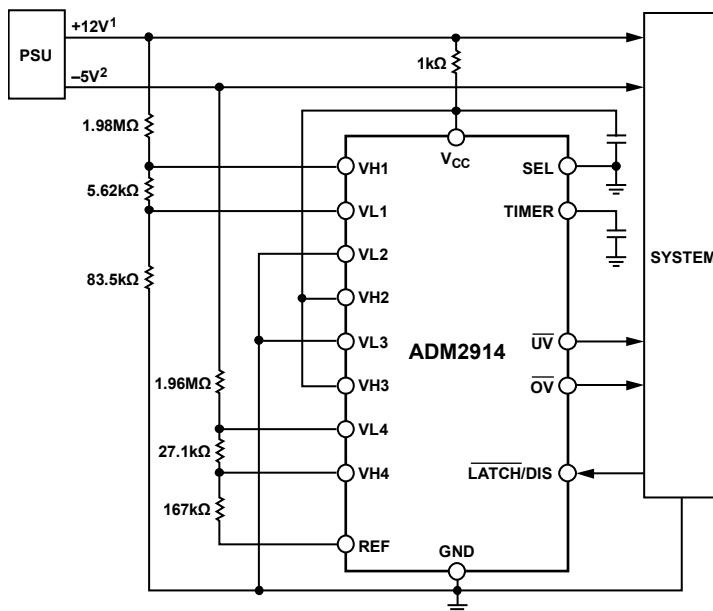 PSU
+12V¹
–5V²
1kΩ
1.98MΩ
5.62kΩ
83.5kΩ
1.96MΩ
27.1kΩ
167kΩ
VCC
VH1
VL1
VL2
VH2
VL3
VH3
VL4
VH4
REF
GND
ADM2914
SEL
TIMER
UV
OV
LATCH/DIS
SYSTEM